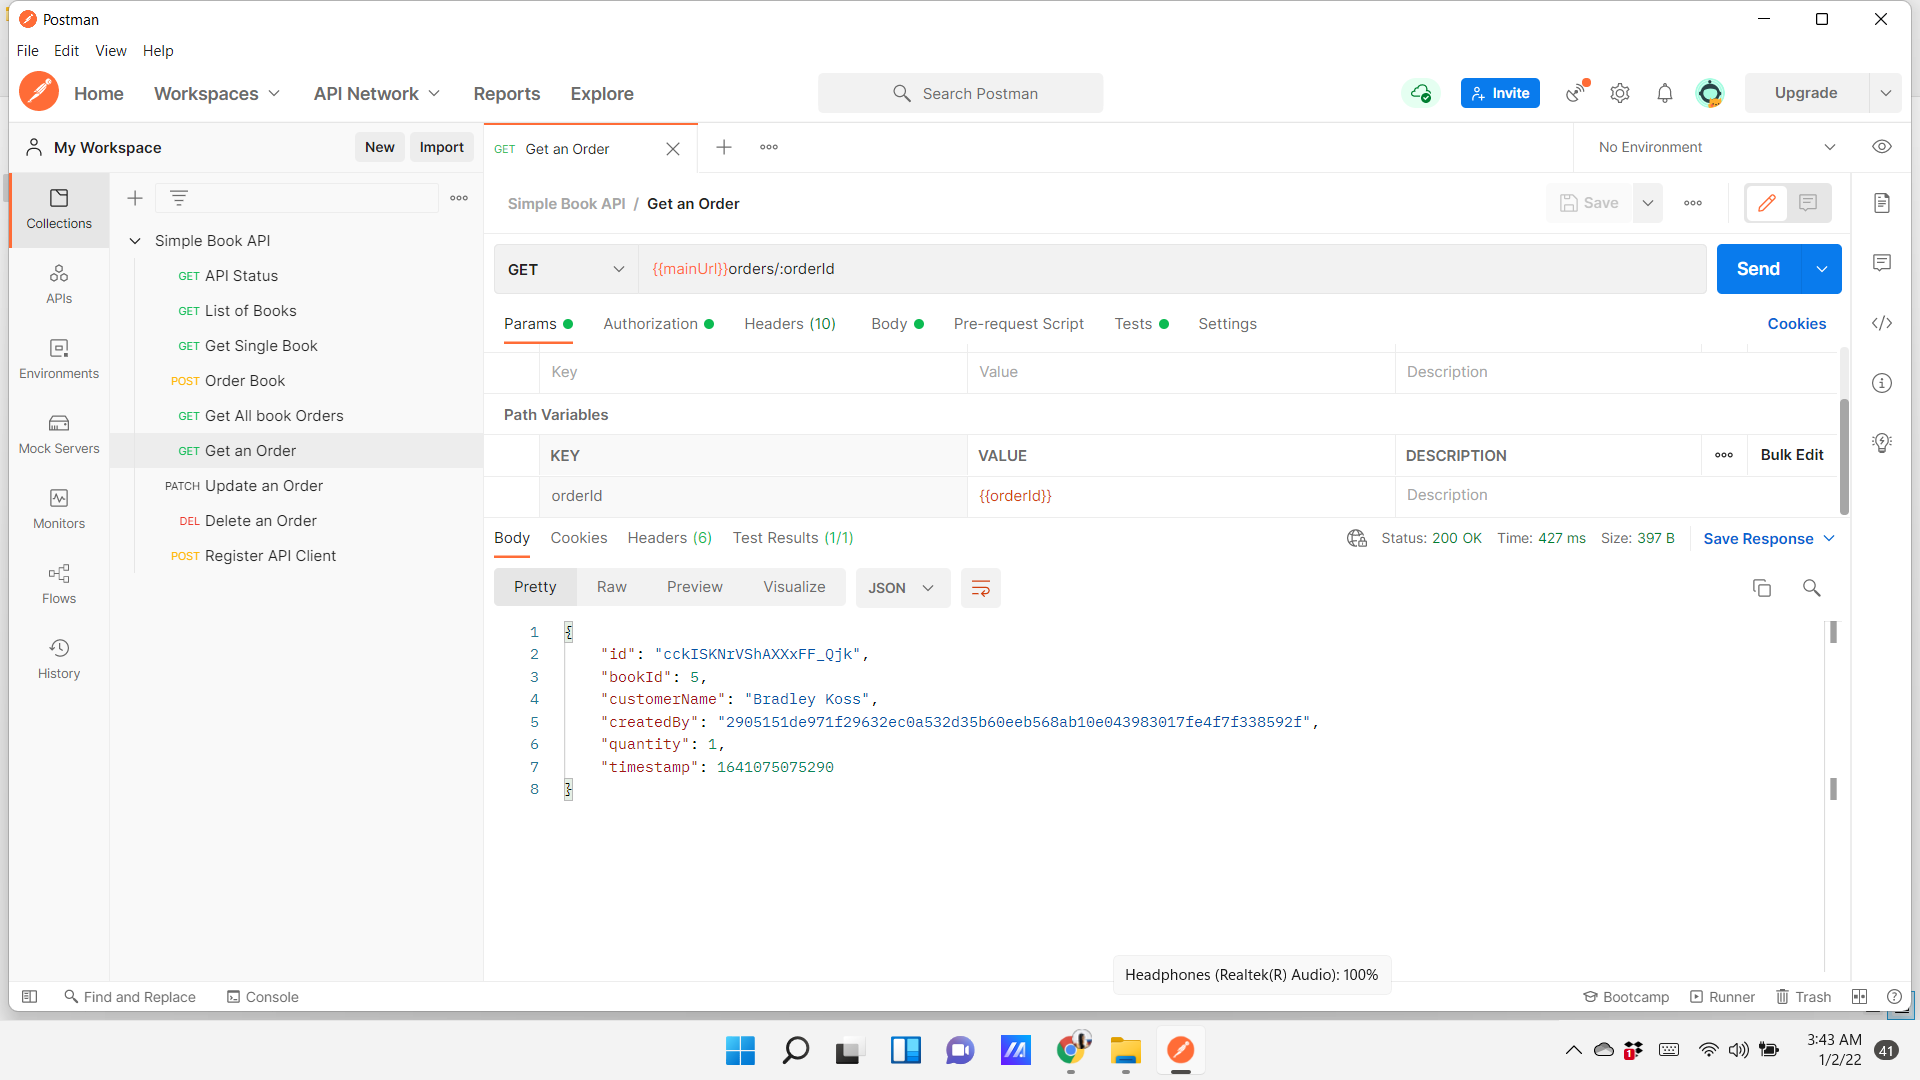 Postman
File Edit View Help
Home Workspaces API Network Reports Explore Search Postman Invite Upgrade
My Workspace New Import GET Get an Order No Environment
Collections
APIs
Environments
Mock Servers
Monitors
Flows
History
Simple Book API
GET API Status
GET List of Books
GET Get Single Book
POST Order Book
GET Get All book Orders
GET Get an Order
PATCH Update an Order
DEL Delete an Order
POST Register API Client
Simple Book API / Get an Order Save
GET {{mainUrl}}orders/:orderId Send
Params Authorization Headers (10) Body Pre-request Script Tests Settings Cookies
Key Value Description
Path Variables
KEY VALUE DESCRIPTION Bulk Edit
orderId {{orderId}} Description
Body Cookies Headers (6) Test Results (1/1) Status: 200 OK Time: 427 ms Size: 397 B Save Response
Pretty Raw Preview Visualize JSON
1 {
2 "id": "cckISKNrVShAXXxFF_Qjk",
3 "bookId": 5,
4 "customerName": "Bradley Koss",
5 "createdBy": "2905151de971f29632ec0a532d35b60eeb568ab10e043983017fe4f7f338592f",
6 "quantity": 1,
7 "timestamp": 1641075075290
8 }
Headphones (Realtek(R) Audio): 100%
Find and Replace Console Bootcamp Runner Trash
1
3:43 AM
1/2/22
41